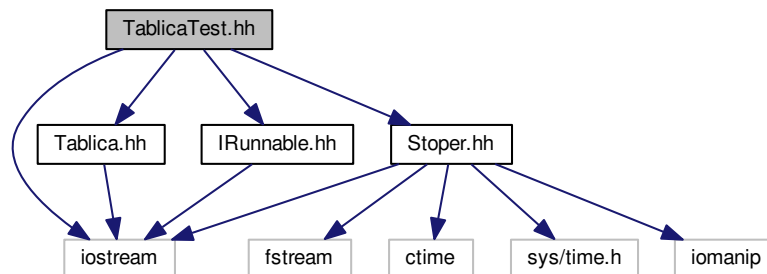 TablicaTest.hh
Tablica.hh
IRunnable.hh
Stoper.hh
iostream
fstream
ctime
sys/time.h
iomanip